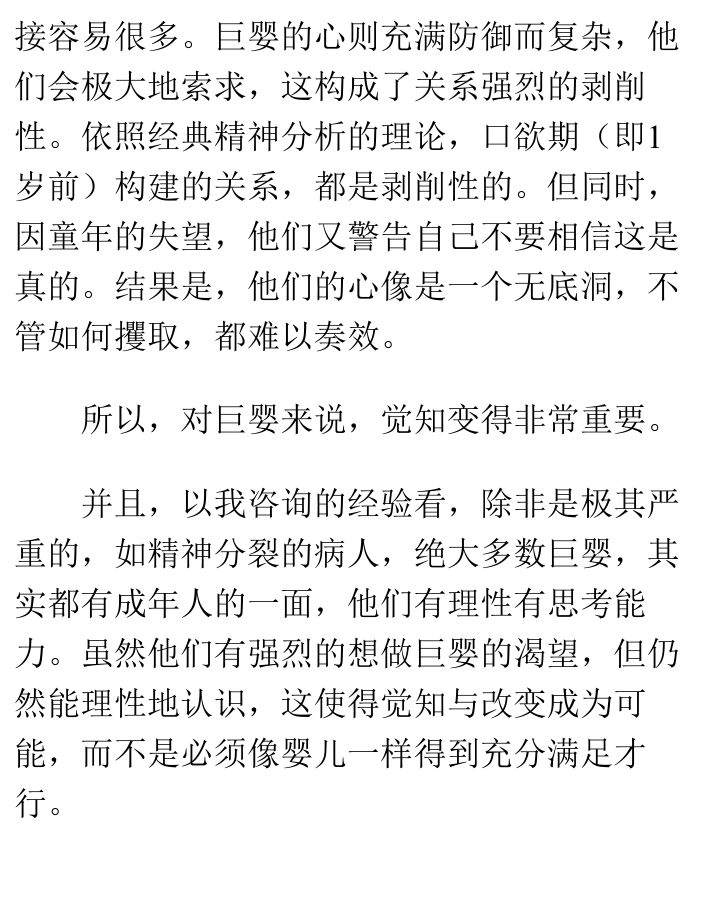 接容易很多。巨婴的心则充满防御而复杂，他
们会极大地索求，这构成了关系强烈的剥削
性。依照经典精神分析的理论，口欲期（即1
岁前）构建的关系，都是剥削性的。但同时，
因童年的失望，他们又警告自己不要相信这是
真的。结果是，他们的心像是一个无底洞，不
管如何攫取，都难以奏效。
所以，对巨婴来说，觉知变得非常重要。
并且，以我咨询的经验看，除非是极其严
重的，如精神分裂的病人，绝大多数巨婴，其
实都有成年人的一面，他们有理性有思考能
力。虽然他们有强烈的想做巨婴的渴望，但仍
然能理性地认识，这使得觉知与改变成为可
能，而不是必须像婴儿一样得到充分满足才
行。